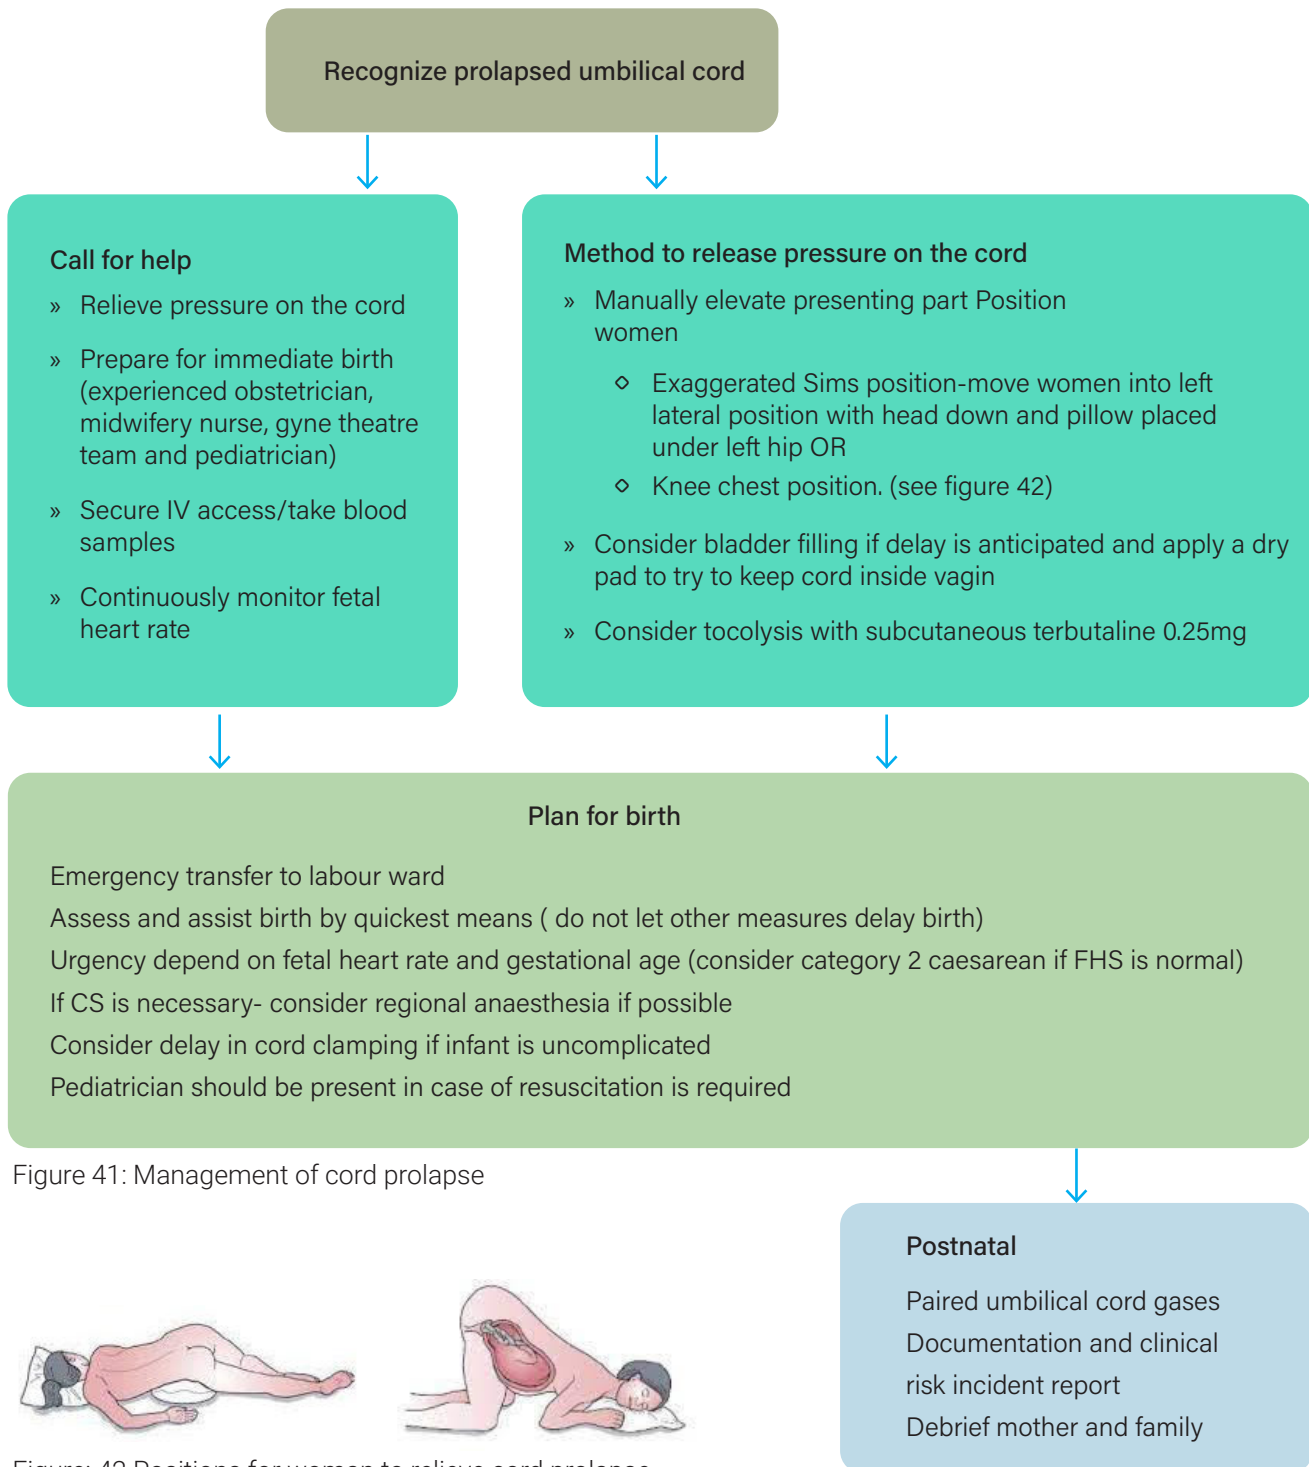 Recognize prolapsed umbilical cord
Call for help
» Relieve pressure on the cord
» Prepare for immediate birth
(experienced obstetrician,
midwifery nurse, gyne theatre
team and pediatrician)
» Secure IV access/take blood
samples
» Continuously monitor fetal
heart rate
Method to release pressure on the cord
» Manually elevate presenting part Position
women
⋄ Exaggerated Sims position-move women into left
lateral position with head down and pillow placed
under left hip OR
⋄ Knee chest position. (see figure 42)
» Consider bladder filling if delay is anticipated and apply a dry
pad to try to keep cord inside vagin
» Consider tocolysis with subcutaneous terbutaline 0.25mg
Plan for birth
Emergency transfer to labour ward
Assess and assist birth by quickest means ( do not let other measures delay birth)
Urgency depend on fetal heart rate and gestational age (consider category 2 caesarean if FHS is normal)
If CS is necessary- consider regional anaesthesia if possible
Consider delay in cord clamping if infant is uncomplicated
Pediatrician should be present in case of resuscitation is required
Figure 41: Management of cord prolapse
Postnatal
Paired umbilical cord gases
Documentation and clinical
risk incident report
Debrief mother and family
Figure: 42 Positions for women to relieve cord prolapse